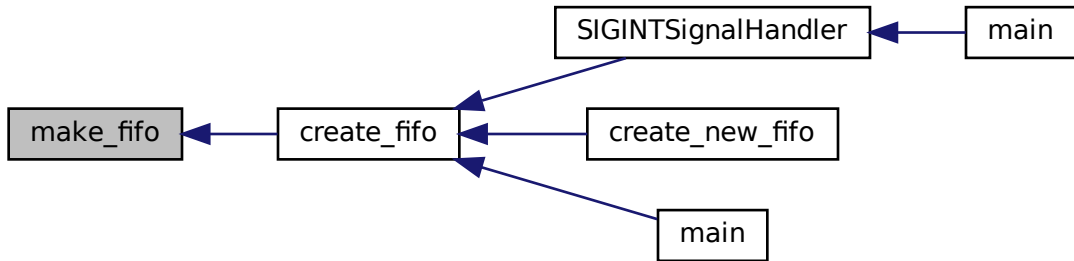 SIGINTSignalHandler
main
make_fifo
create_fifo
create_new_fifo
main